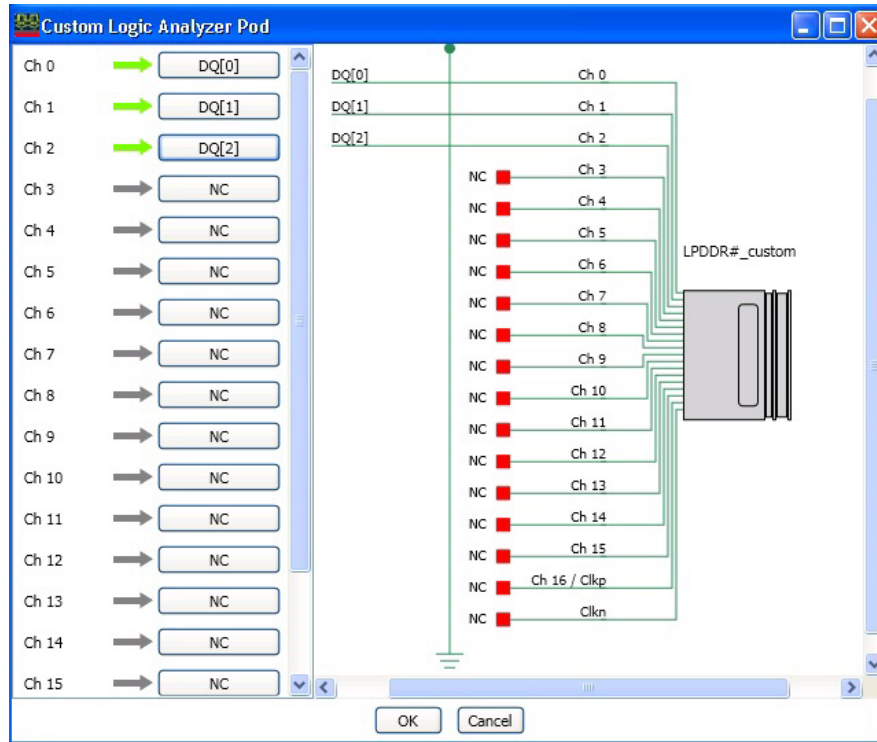 Custom Logic Analyzer Pod
Ch 0 DQ[0]
Ch 1 DQ[1]
Ch 2 DQ[2]
Ch 3 NC
Ch 4 NC
Ch 5 NC
Ch 6 NC
Ch 7 NC
Ch 8 NC
Ch 9 NC
Ch 10 NC
Ch 11 NC
Ch 12 NC
Ch 13 NC
Ch 14 NC
Ch 15 NC
DQ[0] Ch 0
DQ[1] Ch 1
DQ[2] Ch 2
NC Ch 3
NC Ch 4
NC Ch 5
NC Ch 6
NC Ch 7
NC Ch 8
NC Ch 9
NC Ch 10
NC Ch 11
NC Ch 12
NC Ch 13
NC Ch 14
NC Ch 15
NC Ch 16 / Clkp
NC Clkn
LPDDR#_custom
OK Cancel